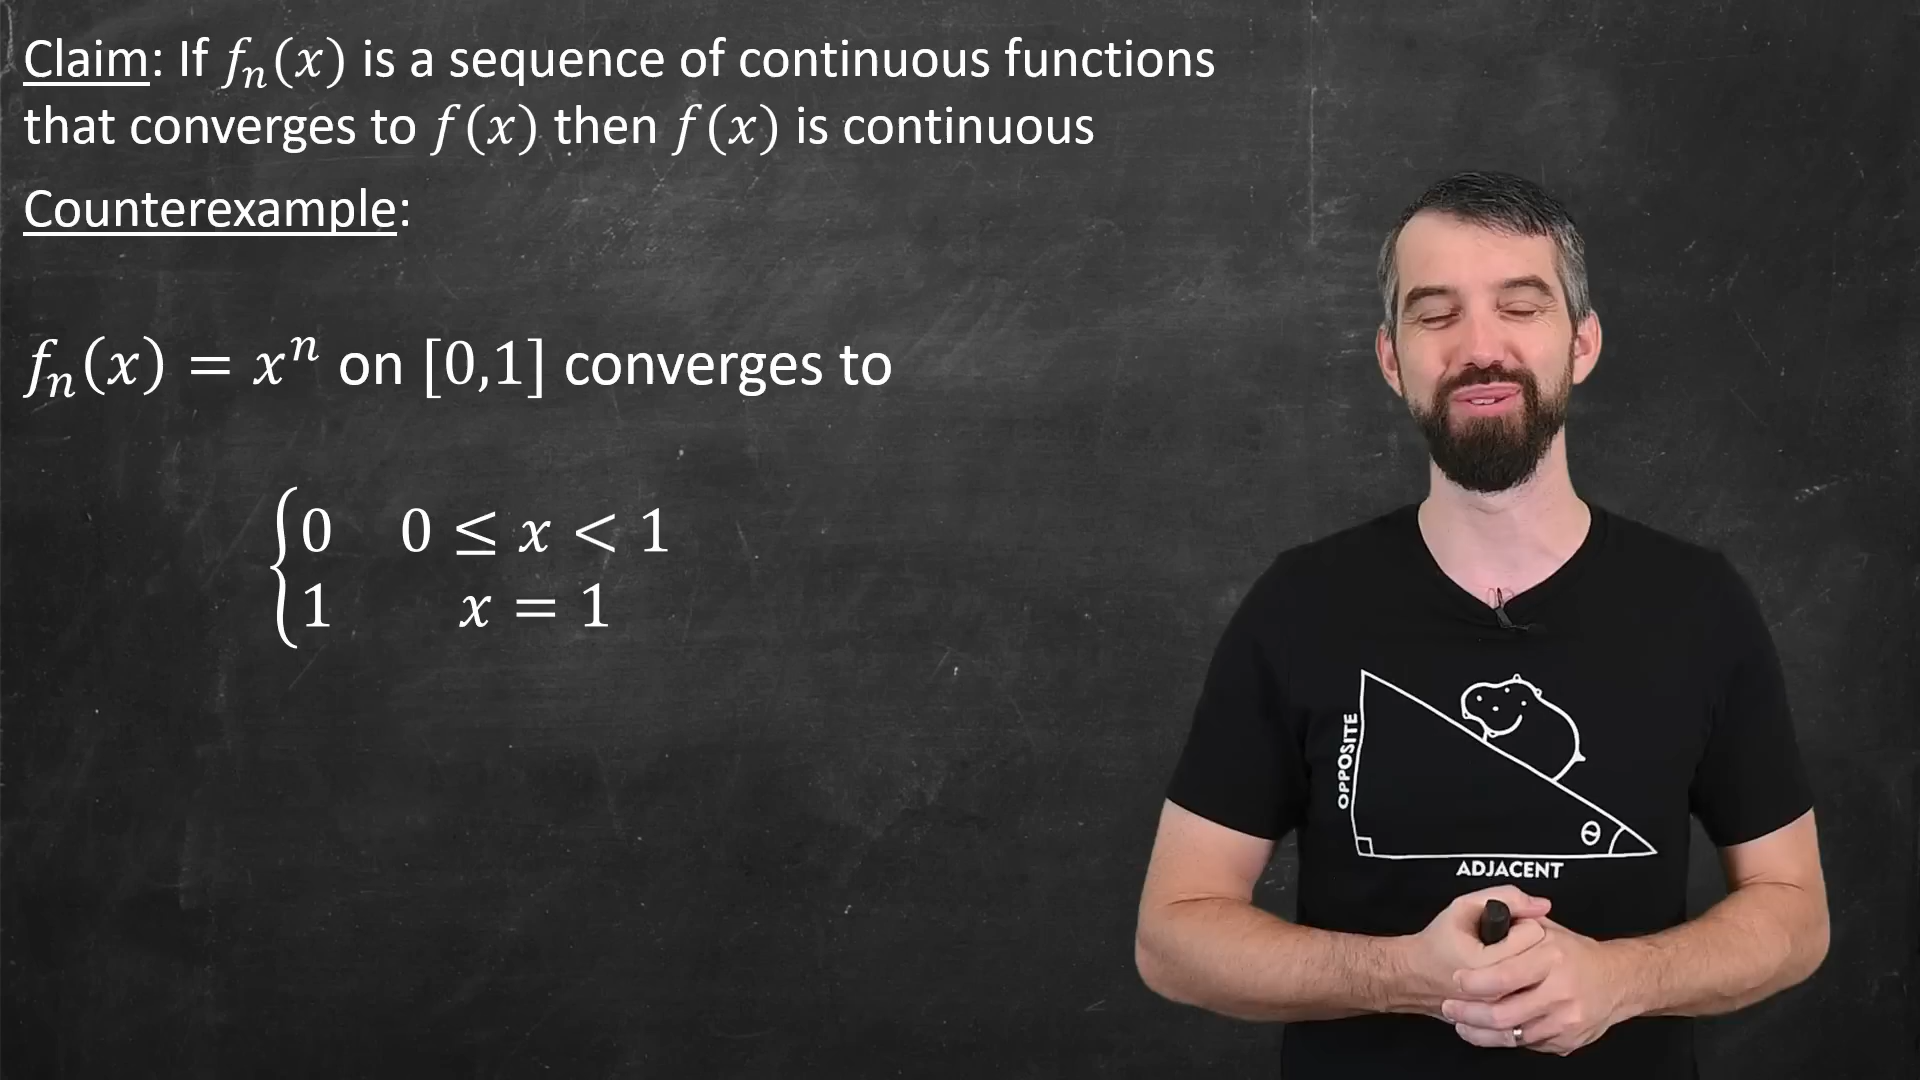 Claim: If fₙ(x) is a sequence of continuous functions
that converges to f(x) then f(x) is continuous
Counterexample:
fₙ(x) = xⁿ on [0,1] converges to
{0 0 ≤ x < 1
1 x = 1
OPPOSITE
θ
ADJACENT